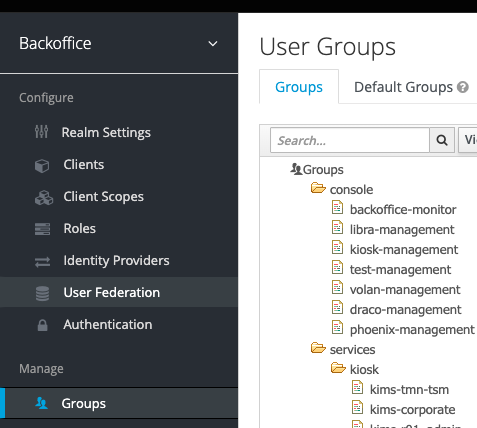 Backoffice
User Groups
Groups
Default Groups
Configure
Search...
Realm Settings
Groups
Clients
console
Client Scopes
backoffice-monitor
Roles
libra-management
kiosk-management
Identity Providers
test-management
User Federation
volan-management
Authentication
draco-management
phoenix-management
services
Manage
kiosk
kims-tmn-tsm
Groups
kims-corporate